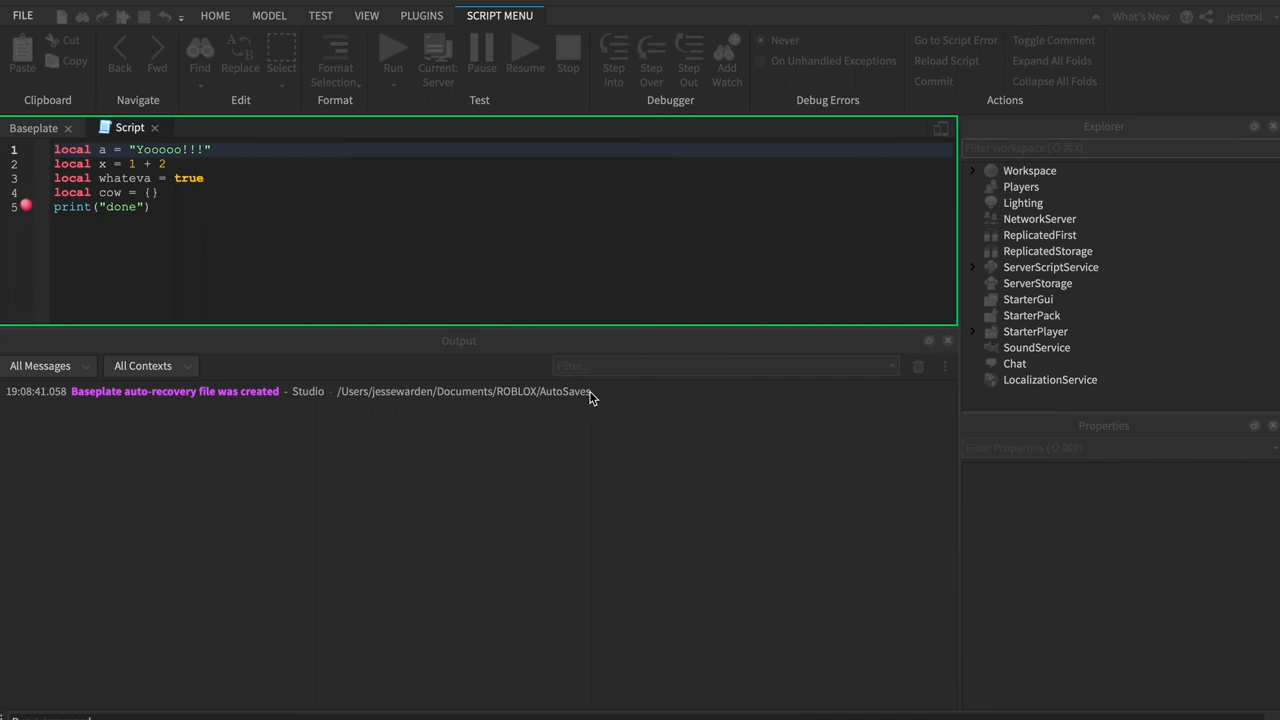 FILE HOME MODEL TEST VIEW PLUGINS SCRIPT MENU What's New jesterxl
Paste Cut Copy Back Fwd Find Replace Select Format Selection Run Current: Server Pause Resume Stop Step Into Step Over Step Out Add Watch Never On Unhandled Exceptions Go to Script Error Reload Script Commit Toggle Comment Expand All Folds Collapse All Folds
Clipboard Navigate Edit Format Test Debugger Debug Errors Actions
Baseplate Script
1 local a = "Yooooo!!!"
2 local x = 1 + 2
3 local whateva = true
4 local cow = {}
5 print("done")
Output
All Messages All Contexts Filter...
19:08:41.058 Baseplate auto-recovery file was created - Studio - /Users/jessewarden/Documents/ROBLOX/AutoSaves
Explorer
Filter workspace (⇧⌘X)
Workspace
Players
Lighting
NetworkServer
ReplicatedFirst
ReplicatedStorage
ServerScriptService
ServerStorage
StarterGui
StarterPack
StarterPlayer
SoundService
Chat
LocalizationService
Properties
Filter Properties (⇧⌘P)